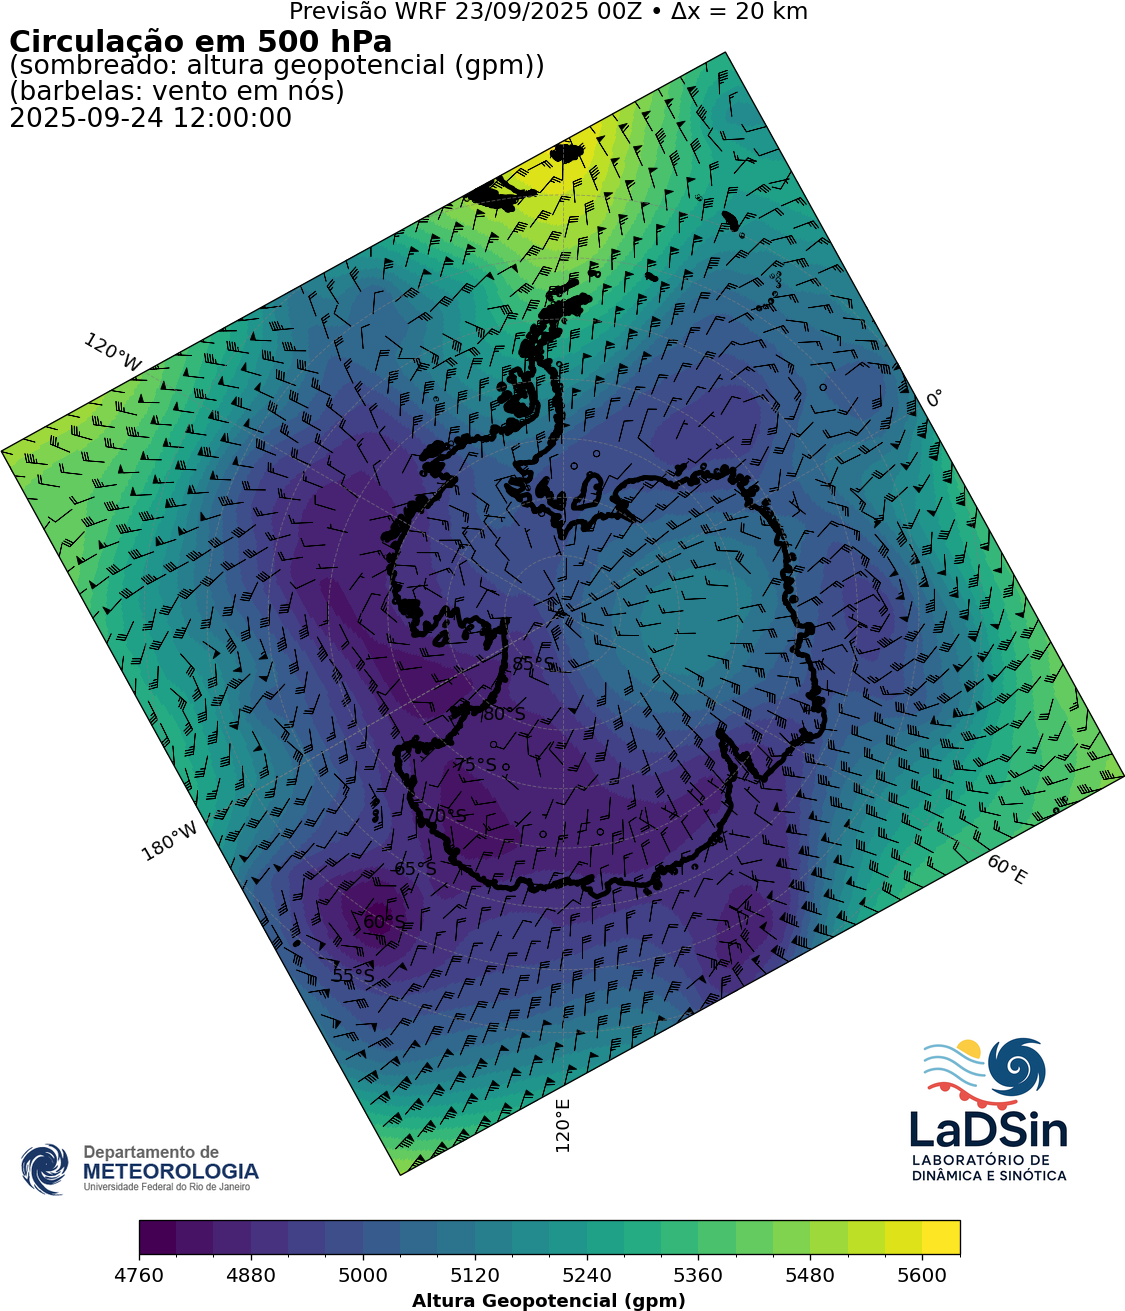 Previsão WRF 23/09/2025 00Z • Δx = 20 km
Circulação em 500 hPa
(sombreado: altura geopotencial (gpm))
(barbelas: vento em nós)
2025-09-24 12:00:00
120°W
0°
85°S
80°S
75°S
70°S
180°W
65°S
60°E
60°S
55°S
120°E
LaDSin
LABORATÓRIO DE
DINÂMICA E SINÓTICA
Departamento de
METEOROLOGIA
Universidade Federal do Rio de Janeiro
4760 4880 5000 5120 5240 5360 5480 5600
Altura Geopotencial (gpm)